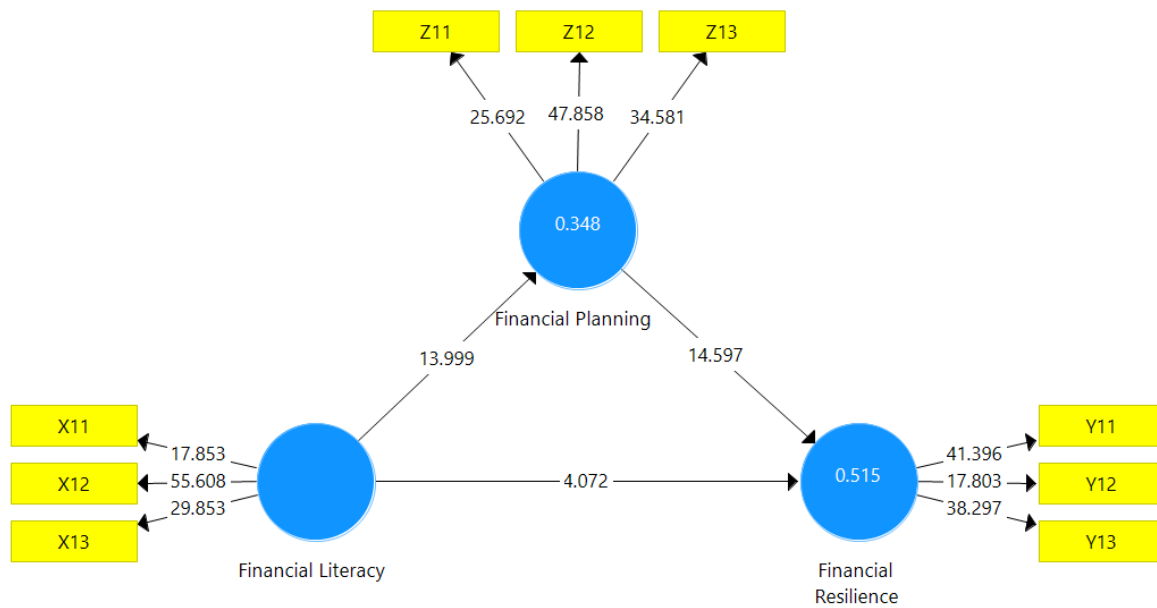 Z11 Z12 Z13
25.692 47.858 34.581
0.348
Financial Planning
13.999 14.597
X11
X12
X13
17.853
55.608
29.853
4.072
0.515
41.396
17.803
38.297
Y11
Y12
Y13
Financial Literacy
Financial
Resilience